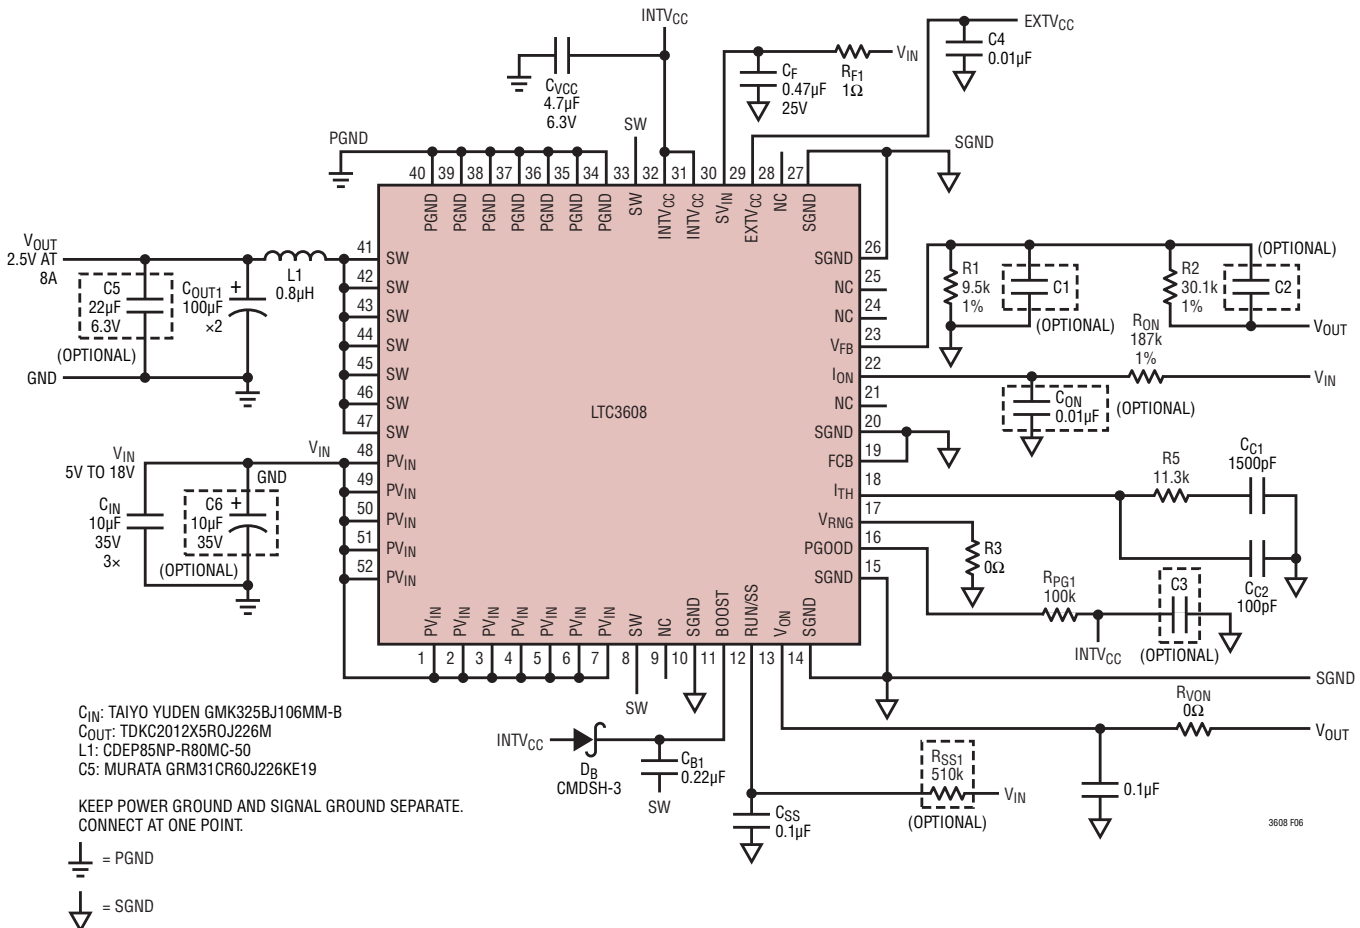 INTVCC
EXTVCC
CVCC
4.7µF
6.3V
CF
0.47µF
25V
RF1
1Ω
VIN
C4
0.01µF
PGND
SW
SGND
40 39 38 37 36 35 34 33 32 31 30 29 28 27
PGND PGND PGND PGND PGND PGND PGND SW INTVCC INTVCC SVIN EXTVCC NC SGND
VOUT
2.5V AT
8A
C5
22µF
6.3V
(OPTIONAL)
COUT1
100µF
×2
+
L1
0.8µH
GND
41 SW
42 SW
43 SW
44 SW
45 SW
46 SW
47 SW
VIN
5V TO 18V
VIN
GND
CIN
10µF
35V
3×
C6
10µF
35V
+
(OPTIONAL)
48 PVIN
49 PVIN
50 PVIN
51 PVIN
52 PVIN
LTC3608
SGND 26
NC 25
NC 24
VFB 23
ION 22
NC 21
SGND 20
FCB 19
ITH 18
VRNG 17
PGOOD 16
SGND 15
R1
9.5k
1%
C1
(OPTIONAL)
R2
30.1k
1%
C2
(OPTIONAL)
VOUT
RON
187k
1%
VIN
CON
0.01µF
(OPTIONAL)
R5
11.3k
CC1
1500pF
CC2
100pF
R3
0Ω
RPG1
100k
C3
(OPTIONAL)
INTVCC
PVIN PVIN PVIN PVIN PVIN PVIN PVIN SW NC SGND BOOST RUN/SS VON SGND
1 2 3 4 5 6 7 8 9 10 11 12 13 14
SW
SGND
RVON
0Ω
VOUT
0.1µF
INTVCC
DB
CMDSH-3
CB1
0.22µF
SW
RSS1
510k
(OPTIONAL)
VIN
CSS
0.1µF
3608 F06
CIN: TAIYO YUDEN GMK325BJ106MM-B
COUT: TDKC2012X5ROJ226M
L1: CDEP85NP-R80MC-50
C5: MURATA GRM31CR60J226KE19
KEEP POWER GROUND AND SIGNAL GROUND SEPARATE.
CONNECT AT ONE POINT.
= PGND
= SGND